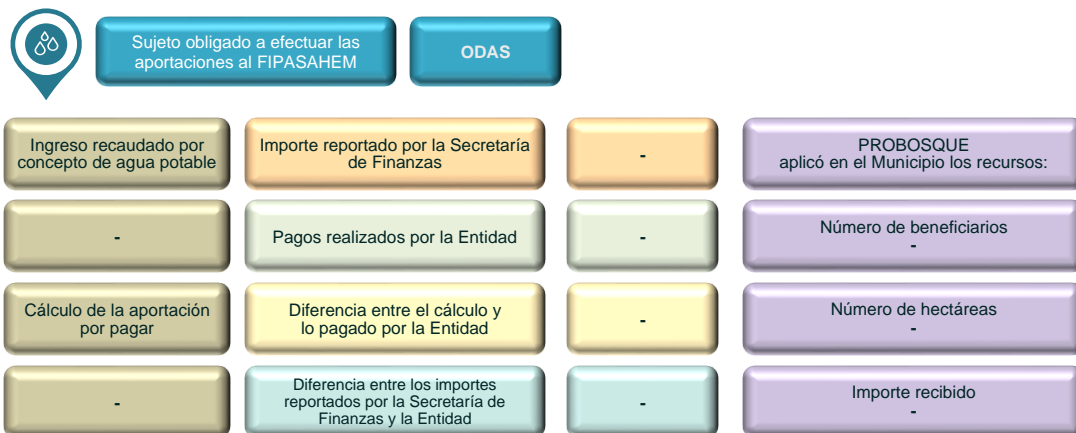 Sujeto obligado a efectuar las
aportaciones al FIPASAHEM
ODAS
Ingreso recaudado por
concepto de agua potable
Importe reportado por la Secretaría
de Finanzas
-
PROBOSQUE
aplicó en el Municipio los recursos:
-
Pagos realizados por la Entidad
-
Número de beneficiarios
-
Cálculo de la aportación
por pagar
Diferencia entre el cálculo y
lo pagado por la Entidad
-
Número de hectáreas
-
-
Diferencia entre los importes
reportados por la Secretaría de
Finanzas y la Entidad
-
Importe recibido
-